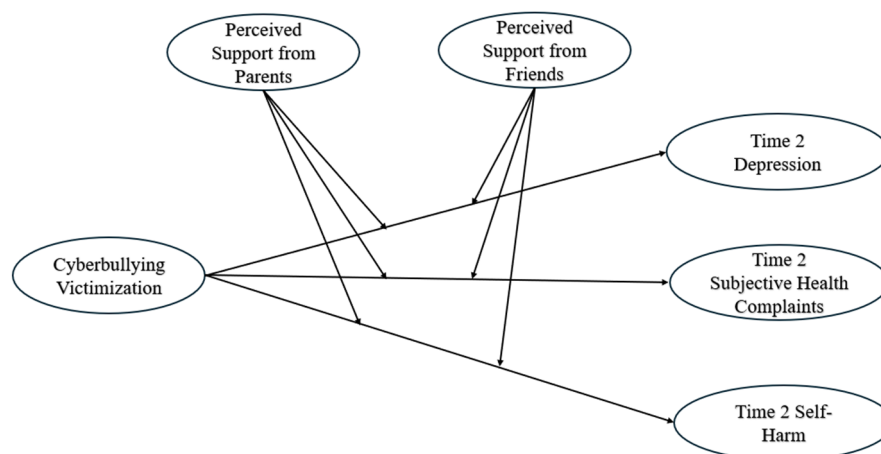 Perceived
Support from
Parents
Perceived
Support from
Friends
Time 2
Depression
Cyberbullying
Victimization
Time 2
Subjective Health
Complaints
Time 2 Self-
Harm